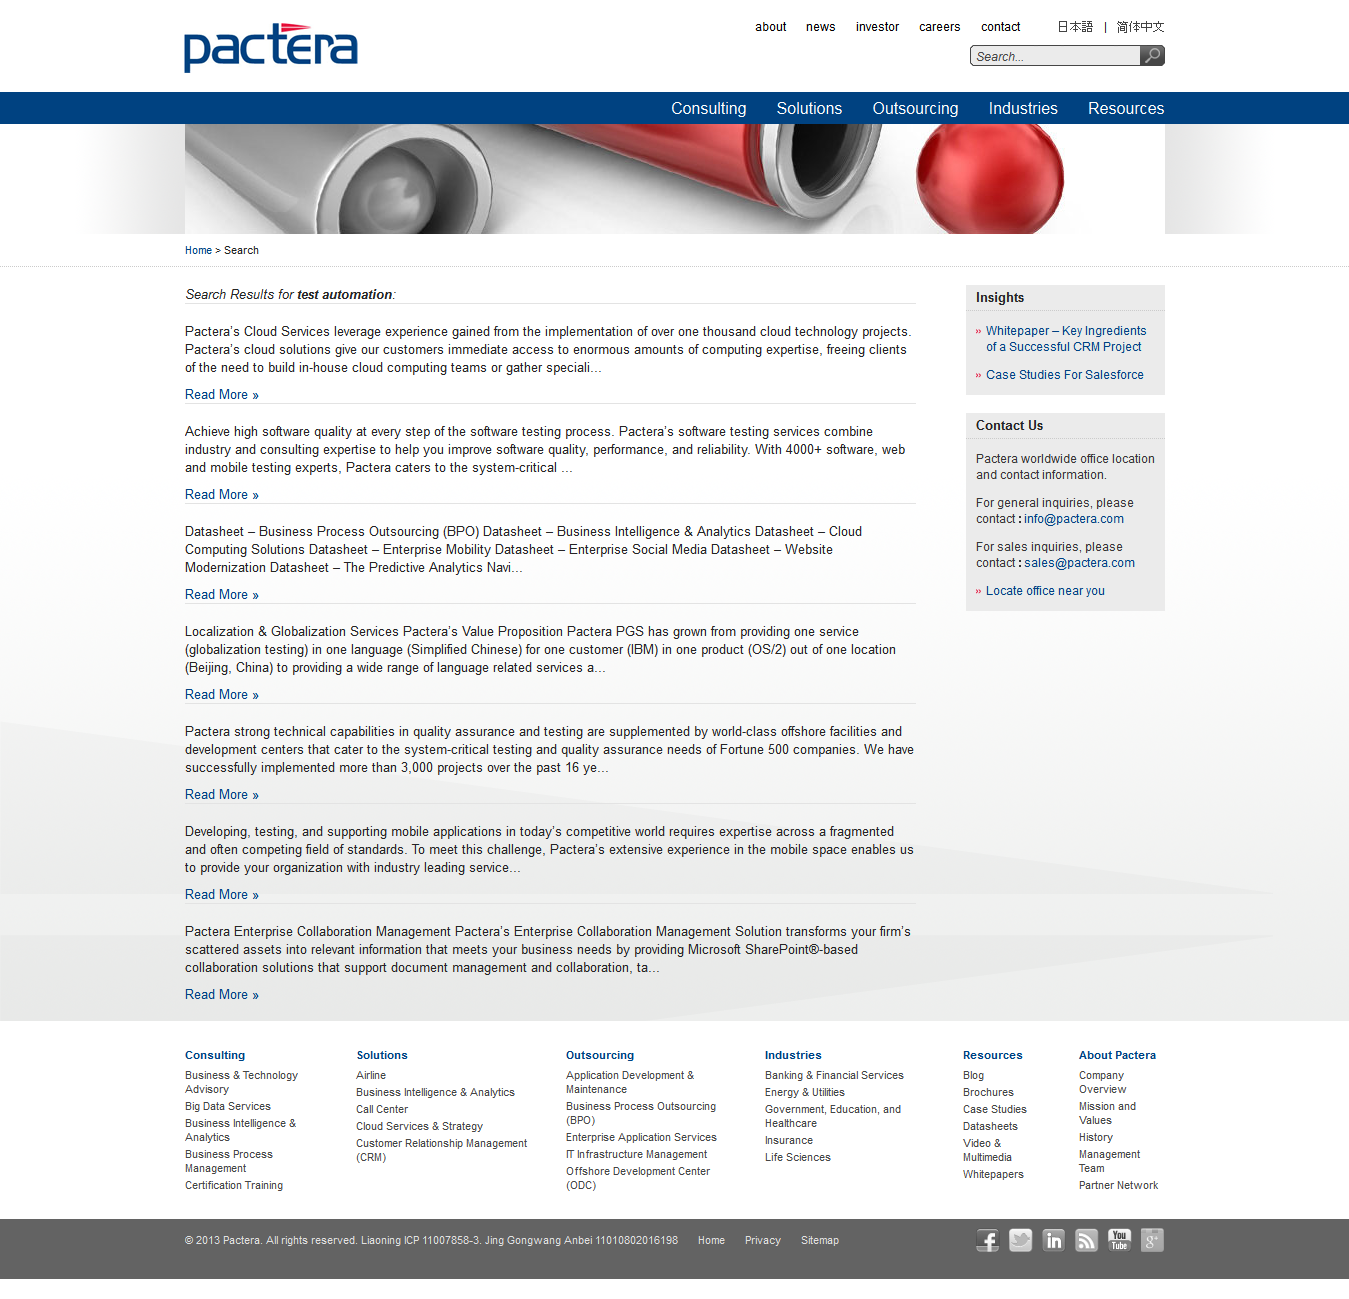 pactera
about news investor careers contact 日本語 | 简体中文
Search...
Consulting Solutions Outsourcing Industries Resources
Home > Search
Search Results for test automation:
Pactera’s Cloud Services leverage experience gained from the implementation of over one thousand cloud technology projects.
Pactera’s cloud solutions give our customers immediate access to enormous amounts of computing expertise, freeing clients
of the need to build in-house cloud computing teams or gather speciali...
Read More »
Achieve high software quality at every step of the software testing process. Pactera’s software testing services combine
industry and consulting expertise to help you improve software quality, performance, and reliability. With 4000+ software, web
and mobile testing experts, Pactera caters to the system-critical ...
Read More »
Datasheet – Business Process Outsourcing (BPO) Datasheet – Business Intelligence & Analytics Datasheet – Cloud
Computing Solutions Datasheet – Enterprise Mobility Datasheet – Enterprise Social Media Datasheet – Website
Modernization Datasheet – The Predictive Analytics Navi...
Read More »
Localization & Globalization Services Pactera’s Value Proposition Pactera PGS has grown from providing one service
(globalization testing) in one language (Simplified Chinese) for one customer (IBM) in one product (OS/2) out of one location
(Beijing, China) to providing a wide range of language related services a...
Read More »
Pactera strong technical capabilities in quality assurance and testing are supplemented by world-class offshore facilities and
development centers that cater to the system-critical testing and quality assurance needs of Fortune 500 companies. We have
successfully implemented more than 3,000 projects over the past 16 ye...
Read More »
Developing, testing, and supporting mobile applications in today’s competitive world requires expertise across a fragmented
and often competing field of standards. To meet this challenge, Pactera’s extensive experience in the mobile space enables us
to provide your organization with industry leading service...
Read More »
Pactera Enterprise Collaboration Management Pactera’s Enterprise Collaboration Management Solution transforms your firm’s
scattered assets into relevant information that meets your business needs by providing Microsoft SharePoint®-based
collaboration solutions that support document management and collaboration, ta...
Read More »
Insights
» Whitepaper – Key Ingredients
of a Successful CRM Project
» Case Studies For Salesforce
Contact Us
Pactera worldwide office location
and contact information.
For general inquiries, please
contact : info@pactera.com
For sales inquiries, please
contact : sales@pactera.com
» Locate office near you
Consulting
Business & Technology
Advisory
Big Data Services
Business Intelligence &
Analytics
Business Process
Management
Certification Training
Solutions
Airline
Business Intelligence & Analytics
Call Center
Cloud Services & Strategy
Customer Relationship Management
(CRM)
Outsourcing
Application Development &
Maintenance
Business Process Outsourcing
(BPO)
Enterprise Application Services
IT Infrastructure Management
Offshore Development Center
(ODC)
Industries
Banking & Financial Services
Energy & Utilities
Government, Education, and
Healthcare
Insurance
Life Sciences
Resources
Blog
Brochures
Case Studies
Datasheets
Video &
Multimedia
Whitepapers
About Pactera
Company
Overview
Mission and
Values
History
Management
Team
Partner Network
© 2013 Pactera. All rights reserved. Liaoning ICP 11007858-3. Jing Gongwang Anbei 11010802016198 Home Privacy Sitemap
f in You
Tube g+